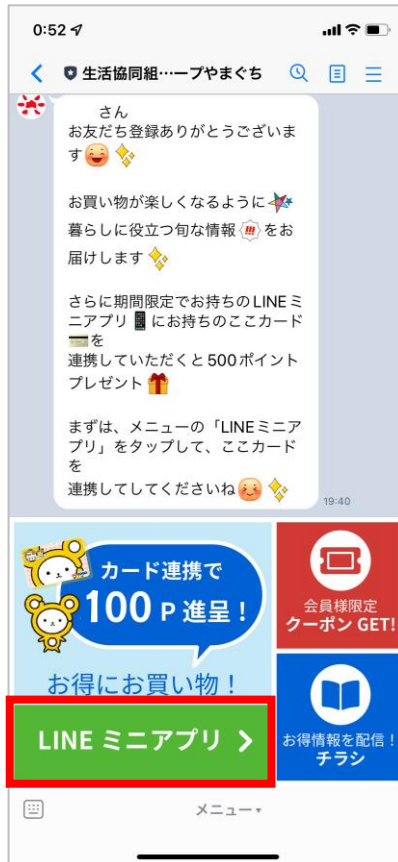 0:52
生活協同組…ープやまぐち
さん
お友だち登録ありがとうございま
す
お買い物が楽しくなるように
暮らしに役立つ旬な情報!!!をお
届けします
さらに期間限定でお持ちのLINEミ
ニアプリ にお持ちのここカード
を
連携していただくと500ポイント
プレゼント
まずは、メニューの「LINEミニア
プリ」をタップして、ここカード
を
連携してしてくださいね
19:40
カード連携で
100 P 進呈！
お得にお買い物！
LINE ミニアプリ
会員様限定
クーポン GET!
お得情報を配信！
チラシ
メニュー▾